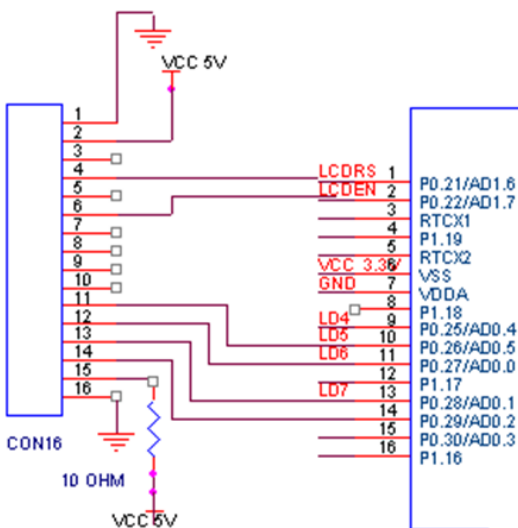 VCC 5V
1
2
3
4
5
6
7
8
9
10
11
12
13
14
15
16
CON16
10 OHM
VCC 5V
LCDRS 1 P0.21/AD1.6
LCDEN 2 P0.22/AD1.7
3 RTCX1
4 P1.19
5 RTCX2
VCC 3.3V 6 VSS
GND 7 VDDA
8 P1.18
LD4 9 P0.25/AD0.4
LD5 10 P0.26/AD0.5
LD6 11 P0.27/AD0.0
12 P1.17
LD7 13 P0.28/AD0.1
14 P0.29/AD0.2
15 P0.30/AD0.3
16 P1.16